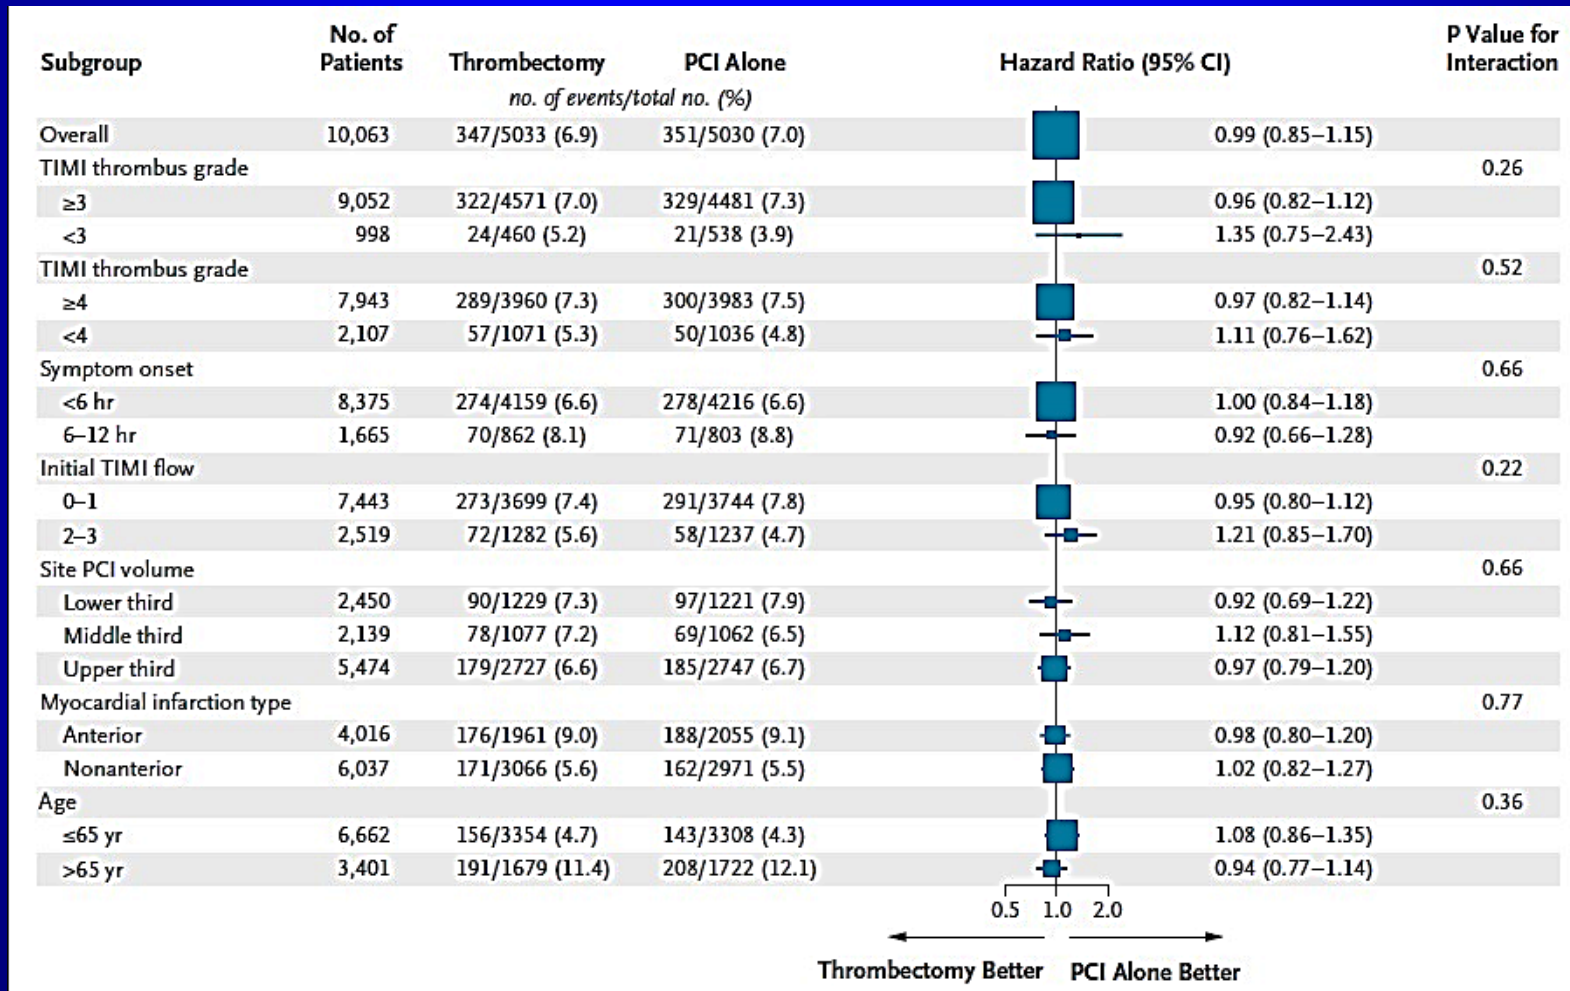 Subgroup No. of Patients Thrombectomy PCI Alone Hazard Ratio (95% CI) P Value for Interaction
no. of events/total no. (%)
Overall 10,063 347/5033 (6.9) 351/5030 (7.0) 0.99 (0.85–1.15)
TIMI thrombus grade 0.26
≥3 9,052 322/4571 (7.0) 329/4481 (7.3) 0.96 (0.82–1.12)
<3 998 24/460 (5.2) 21/538 (3.9) 1.35 (0.75–2.43)
TIMI thrombus grade 0.52
≥4 7,943 289/3960 (7.3) 300/3983 (7.5) 0.97 (0.82–1.14)
<4 2,107 57/1071 (5.3) 50/1036 (4.8) 1.11 (0.76–1.62)
Symptom onset 0.66
<6 hr 8,375 274/4159 (6.6) 278/4216 (6.6) 1.00 (0.84–1.18)
6–12 hr 1,665 70/862 (8.1) 71/803 (8.8) 0.92 (0.66–1.28)
Initial TIMI flow 0.22
0–1 7,443 273/3699 (7.4) 291/3744 (7.8) 0.95 (0.80–1.12)
2–3 2,519 72/1282 (5.6) 58/1237 (4.7) 1.21 (0.85–1.70)
Site PCI volume 0.66
Lower third 2,450 90/1229 (7.3) 97/1221 (7.9) 0.92 (0.69–1.22)
Middle third 2,139 78/1077 (7.2) 69/1062 (6.5) 1.12 (0.81–1.55)
Upper third 5,474 179/2727 (6.6) 185/2747 (6.7) 0.97 (0.79–1.20)
Myocardial infarction type 0.77
Anterior 4,016 176/1961 (9.0) 188/2055 (9.1) 0.98 (0.80–1.20)
Nonanterior 6,037 171/3066 (5.6) 162/2971 (5.5) 1.02 (0.82–1.27)
Age 0.36
≤65 yr 6,662 156/3354 (4.7) 143/3308 (4.3) 1.08 (0.86–1.35)
>65 yr 3,401 191/1679 (11.4) 208/1722 (12.1) 0.94 (0.77–1.14)
0.5 1.0 2.0
Thrombectomy Better PCI Alone Better